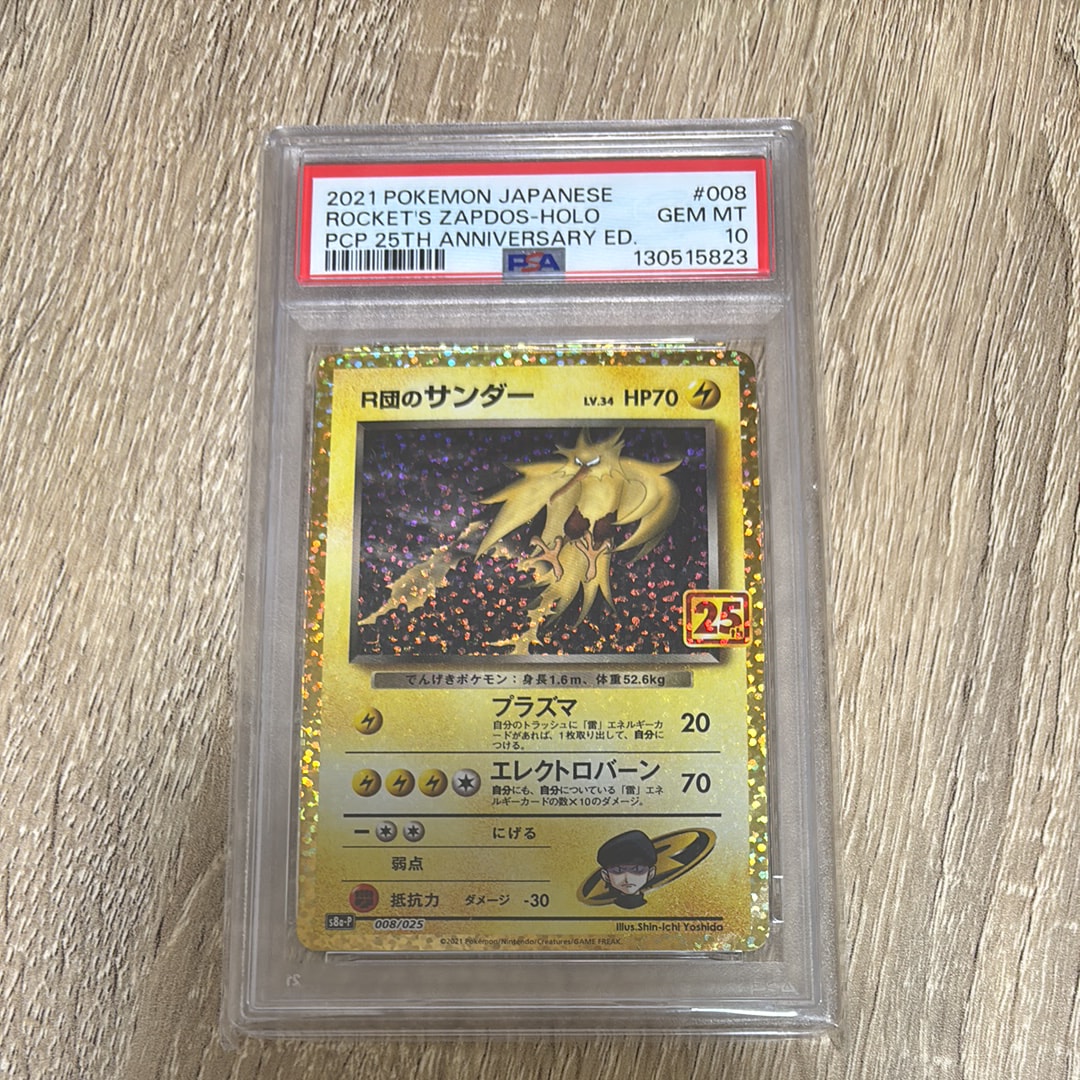 2021 POKEMON JAPANESE #008
ROCKET'S ZAPDOS-HOLO GEM MT
PCP 25TH ANNIVERSARY ED. 10
PSA 130515823
R団のサンダー LV.34 HP70
25th
でんげきポケモン:身長1.6m、体重52.6kg
プラズマ 20
自分のトラッシュに「雷」エネルギーカ
ードがあれば、1枚取り出して、自分に
つける。
エレクトロバーン 70
自分にも、自分についている「雷」エネ
ルギーカードの数×10のダメージ。
にげる
弱点
抵抗力 ダメージ -30
s8a-P 008/025 illus.Shin-ichi Yoshida
©2021 Pokémon/Nintendo/Creatures/GAME FREAK.